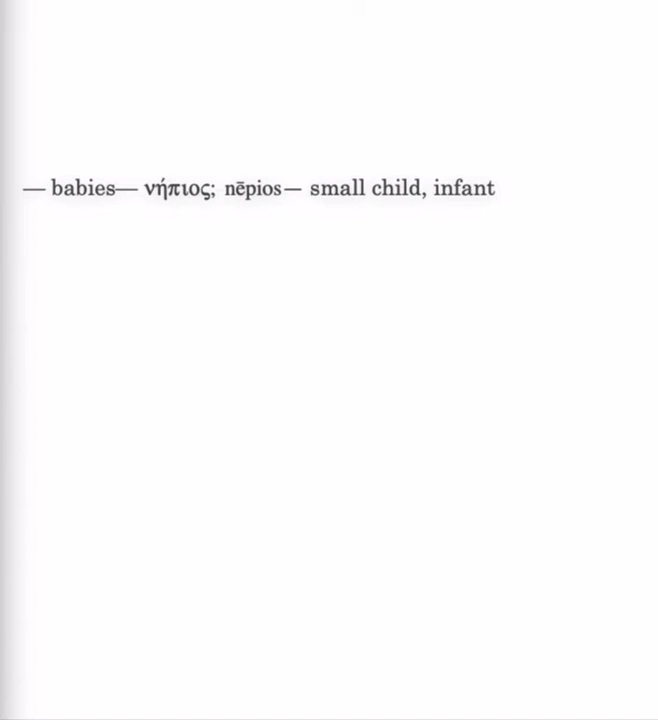 — babies— νήπιος; nēpios— small child, infant